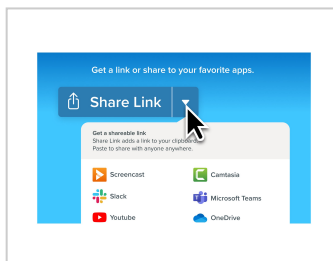 Get a link or share to your favorite apps.
Share Link
Get a shareable link
Share Link adds a link to your clipboard.
Paste to share with anyone anywhere.
Screencast
Camtasia
Slack
Microsoft Teams
Youtube
OneDrive